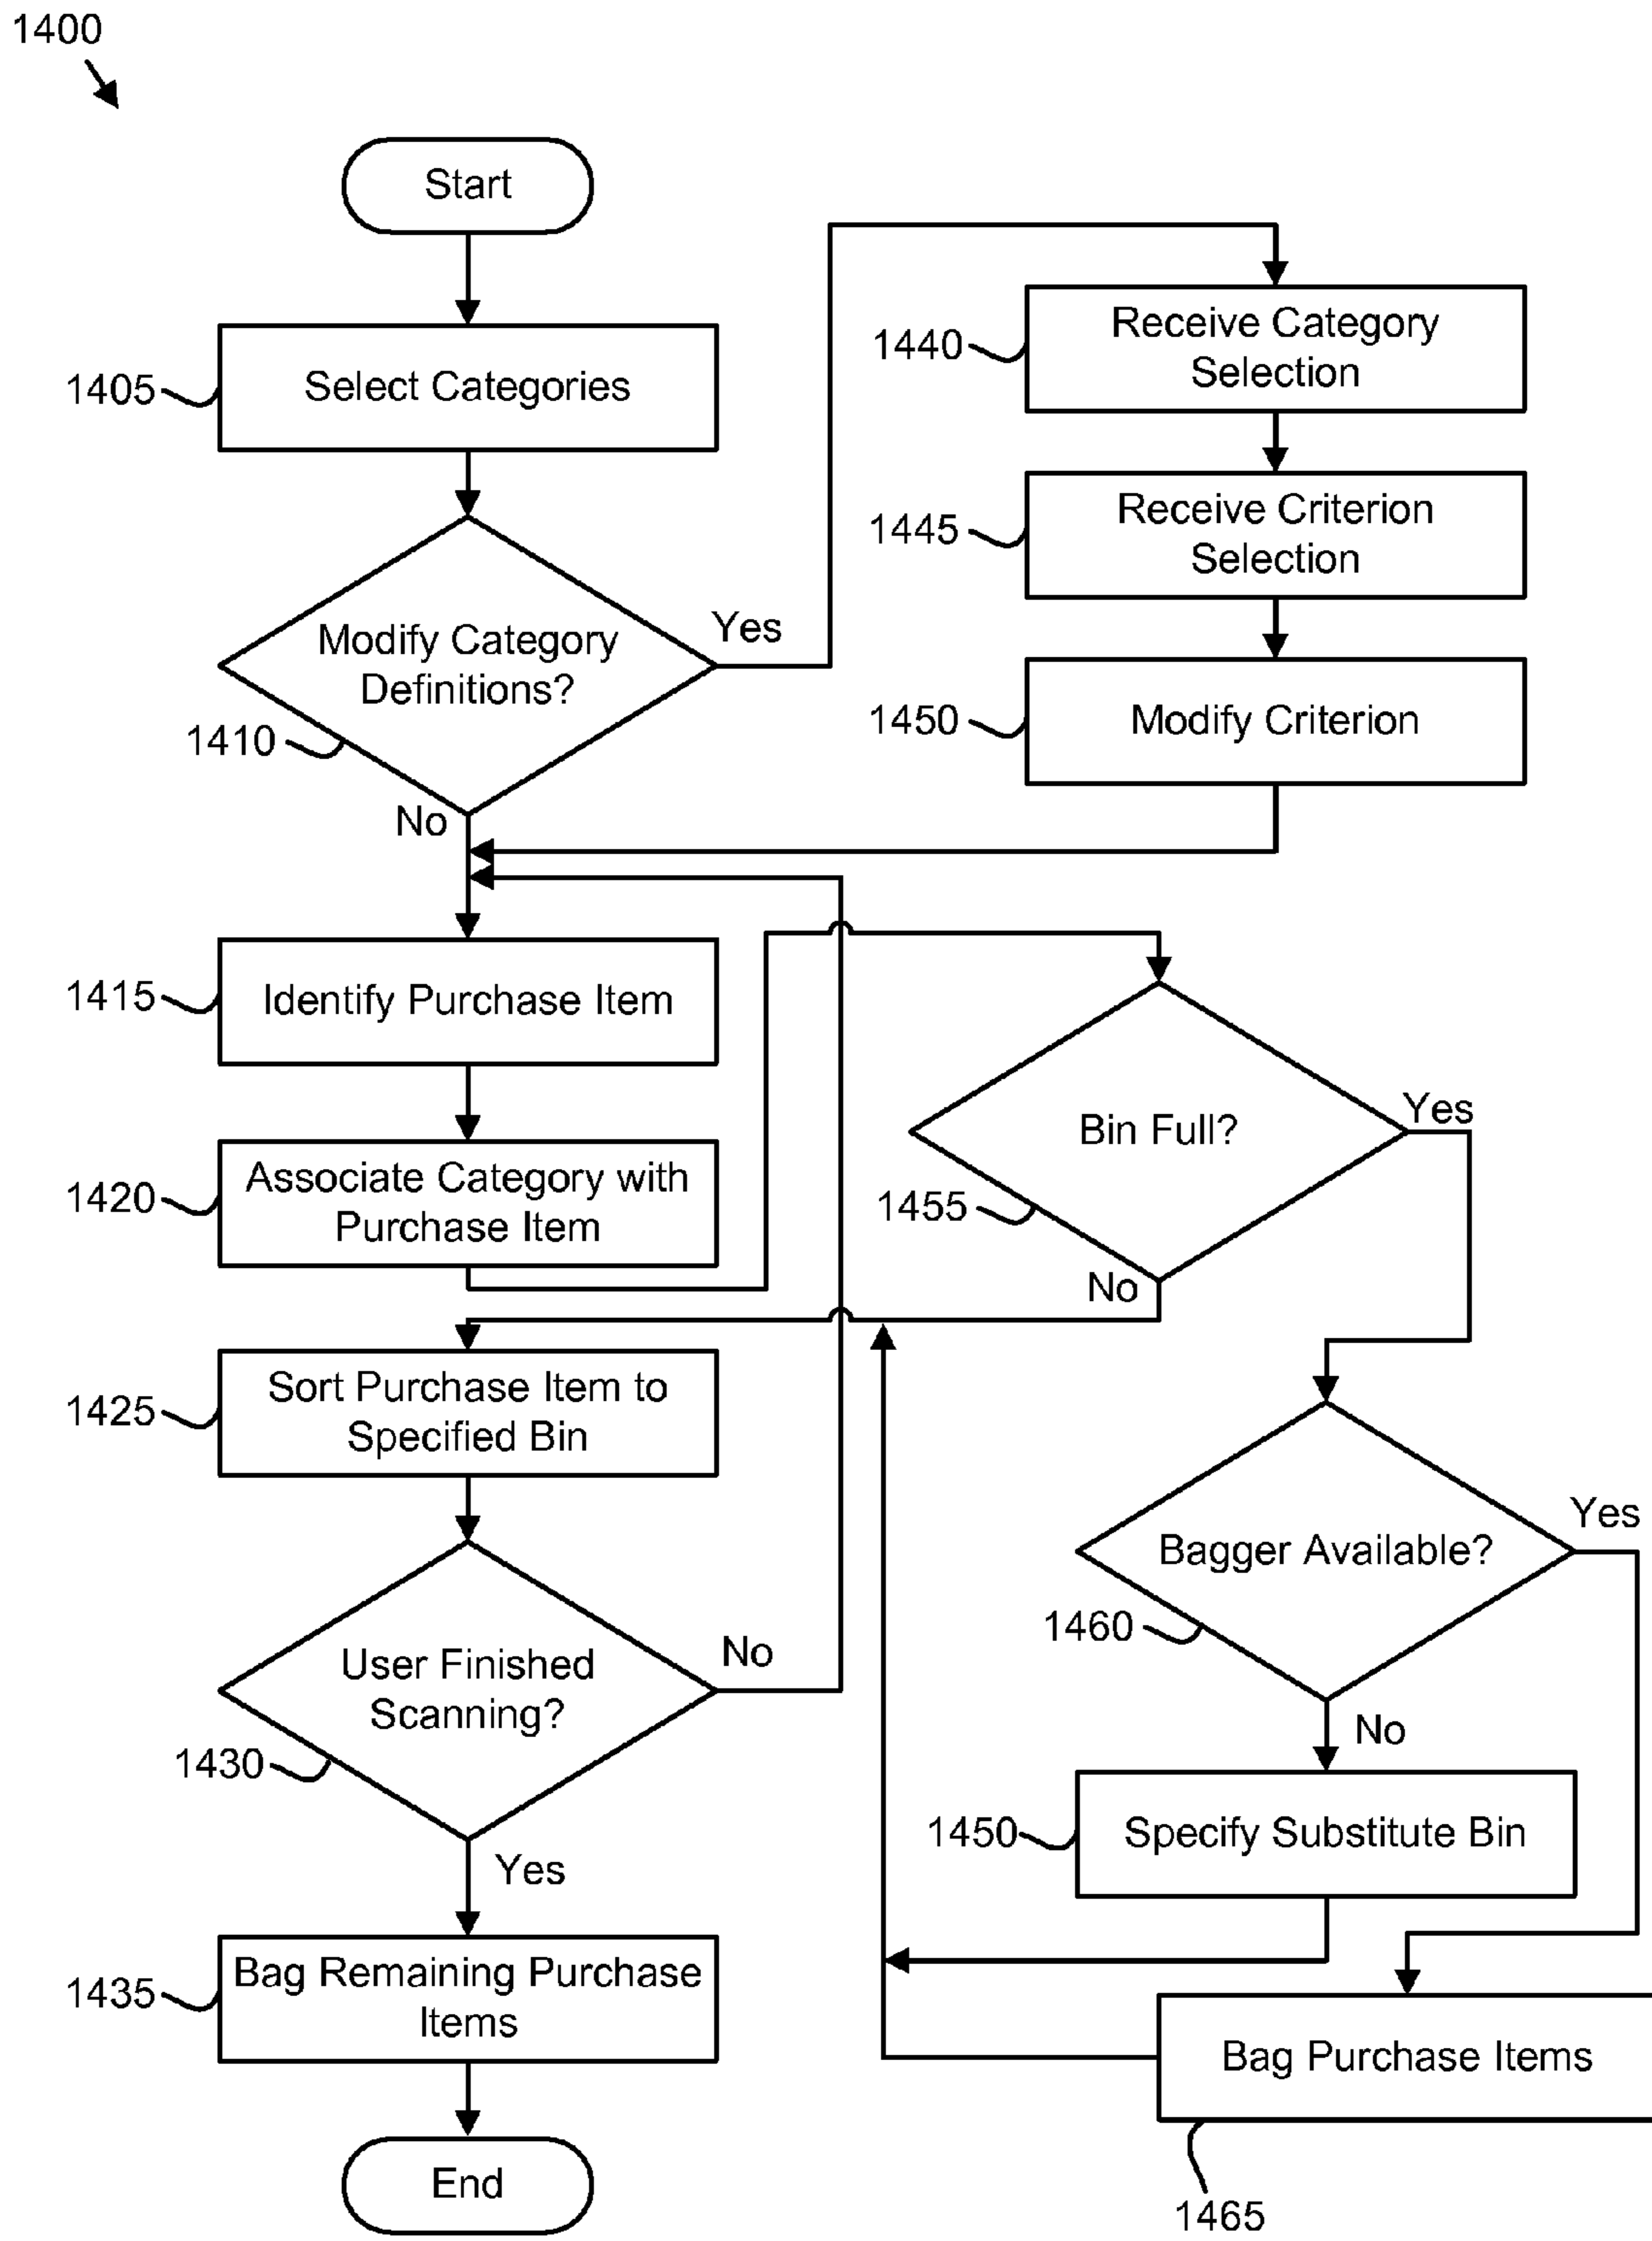 1400
Start
1405
Select Categories
Modify Category
Definitions?
Yes
1410
No
1440
Receive Category
Selection
1445
Receive Criterion
Selection
1450
Modify Criterion
1415
Identify Purchase Item
1420
Associate Category with
Purchase Item
Bin Full?
Yes
1455
No
1425
Sort Purchase Item to
Specified Bin
User Finished
Scanning?
No
1430
Yes
Bagger Available?
Yes
1460
No
1450
Specify Substitute Bin
1435
Bag Remaining Purchase
Items
Bag Purchase Items
1465
End